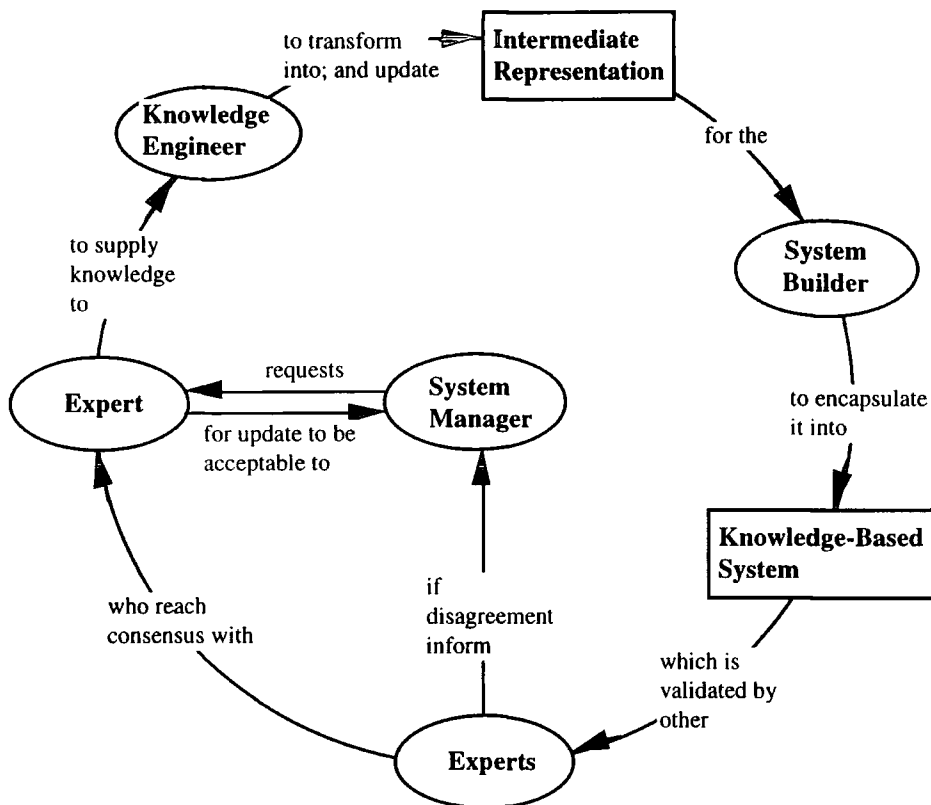 to transform
into; and update
Intermediate
Representation
Knowledge
Engineer
for the
to supply
knowledge
to
System
Builder
Expert
requests
System
Manager
for update to be
acceptable to
to encapsulate
it into
Knowledge-Based
System
who reach
consensus with
if
disagreement
inform
which is
validated by
other
Experts